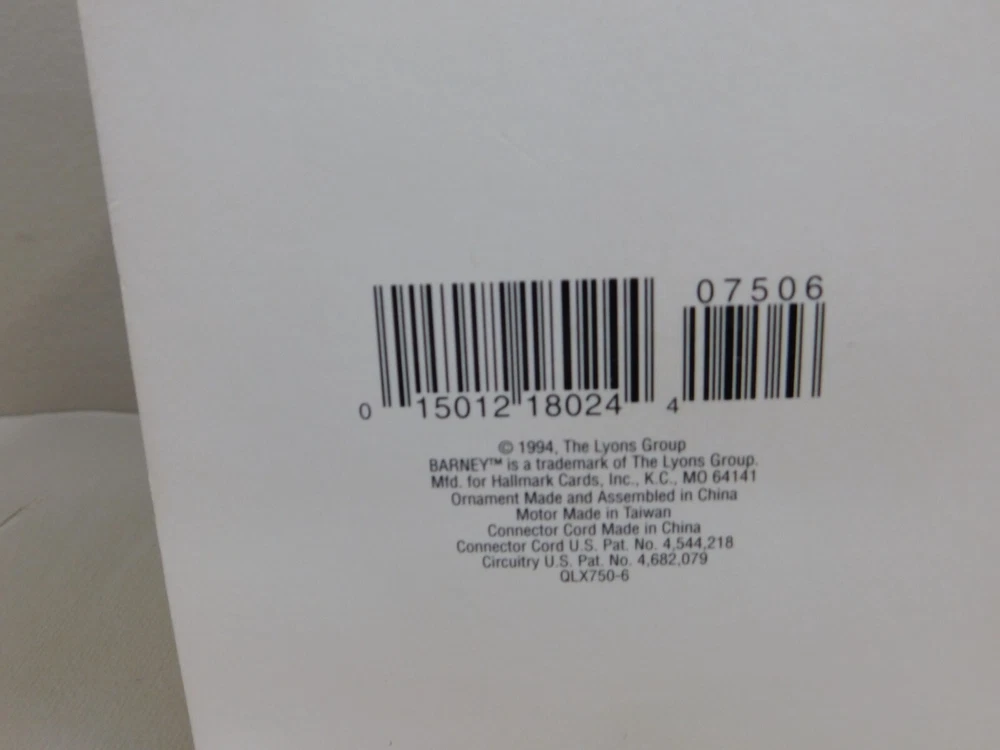 07506
0 15012 18024 4
© 1994, The Lyons Group
BARNEY™ is a trademark of The Lyons Group.
Mfd. for Hallmark Cards, Inc., K.C., MO 64141
Ornament Made and Assembled in China
Motor Made in Taiwan
Connector Cord Made in China
Connector Cord U.S. Pat. No. 4,544,218
Circuitry U.S. Pat. No. 4,682,079
QLX750-6